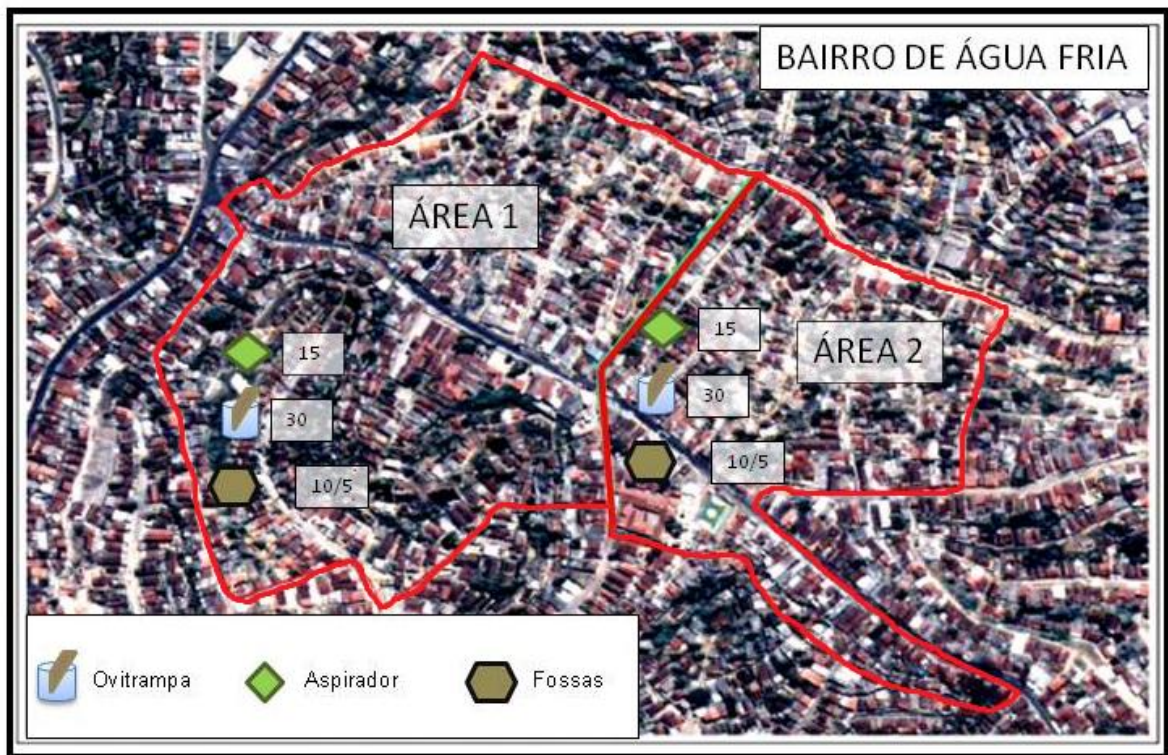 BAIRRO DE ÁGUA FRIA
ÁREA 1
15
ÁREA 2
15
30
30
10/5
10/5
Ovitrampa
Aspirador
Fossas